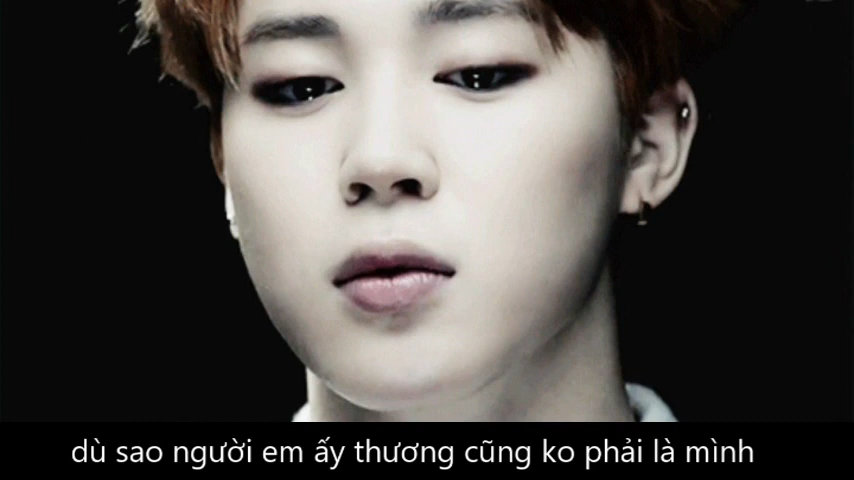 dù sao người em ấy thương cũng ko phải là mình